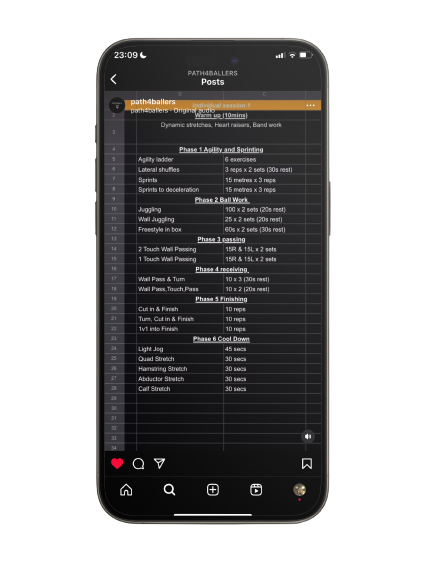 23:09
PATH4BALLERS
Posts
Individual session 1
path4ballers
path4ballers · Original audio
2 Warm up (10mins)
3 Dynamic stretches, Heart raisers, Band work
4 Phase 1 Agility and Sprinting
5 Agility ladder 6 exercises
6 Lateral shuffles 3 reps x 2 sets (30s rest)
7 Sprints 15 metres x 3 reps
8 Sprints to deceleration 15 metres x 3 reps
9 Phase 2 Ball Work
10 Juggling 100 x 2 sets (20s rest)
11 Wall Juggling 25 x 2 sets (20s rest)
12 Freestyle in box 60s x 2 sets (30s rest)
13 Phase 3 passing
14 2 Touch Wall Passing 15R & 15L x 2 sets
15 1 Touch Wall Passing 15R & 15L x 2 sets
16 Phase 4 receiving
17 Wall Pass & Turn 10 x 3 (30s rest)
18 Wall Pass,Touch,Pass 10 x 2 (20s rest)
19 Phase 5 Finishing
20 Cut in & Finish 10 reps
21 Turn, Cut in & Finish 10 reps
22 1v1 into Finish 10 reps
23 Phase 6 Cool Down
24 Light Jog 45 secs
25 Quad Stretch 30 secs
26 Hamstring Stretch 30 secs
27 Abductor Stretch 30 secs
28 Calf Stretch 30 secs
29
30
31
32
33
34